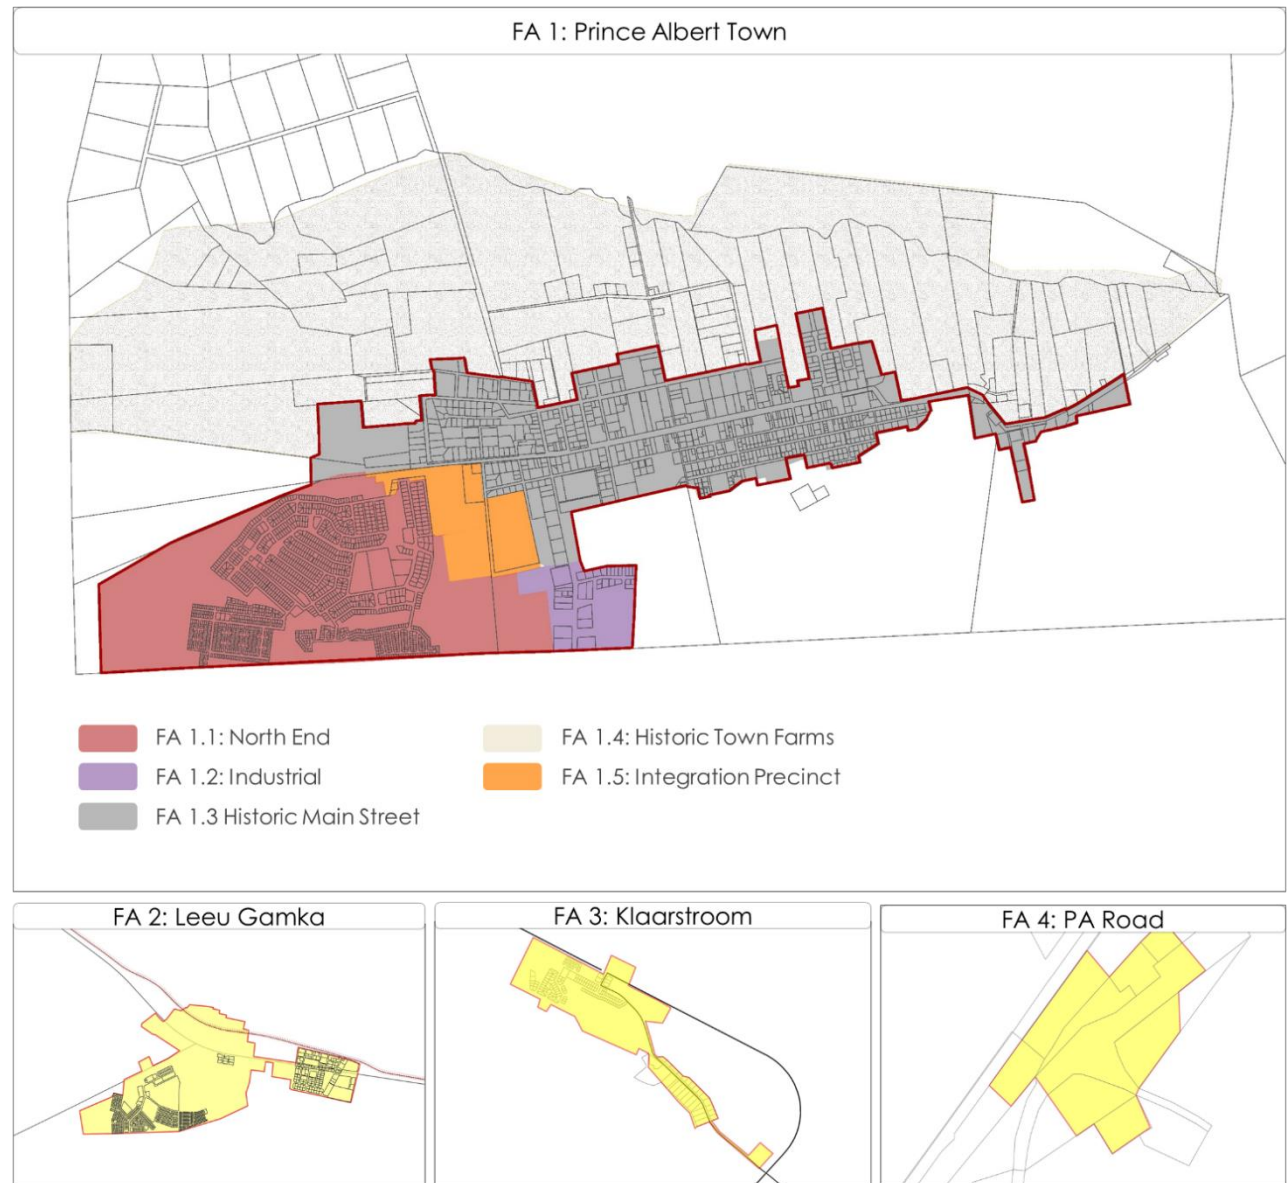 FA 1: Prince Albert Town
FA 1.1: North End
FA 1.2: Industrial
FA 1.3 Historic Main Street
FA 1.4: Historic Town Farms
FA 1.5: Integration Precinct
FA 2: Leeu Gamka
FA 3: Klaarstroom
FA 4: PA Road